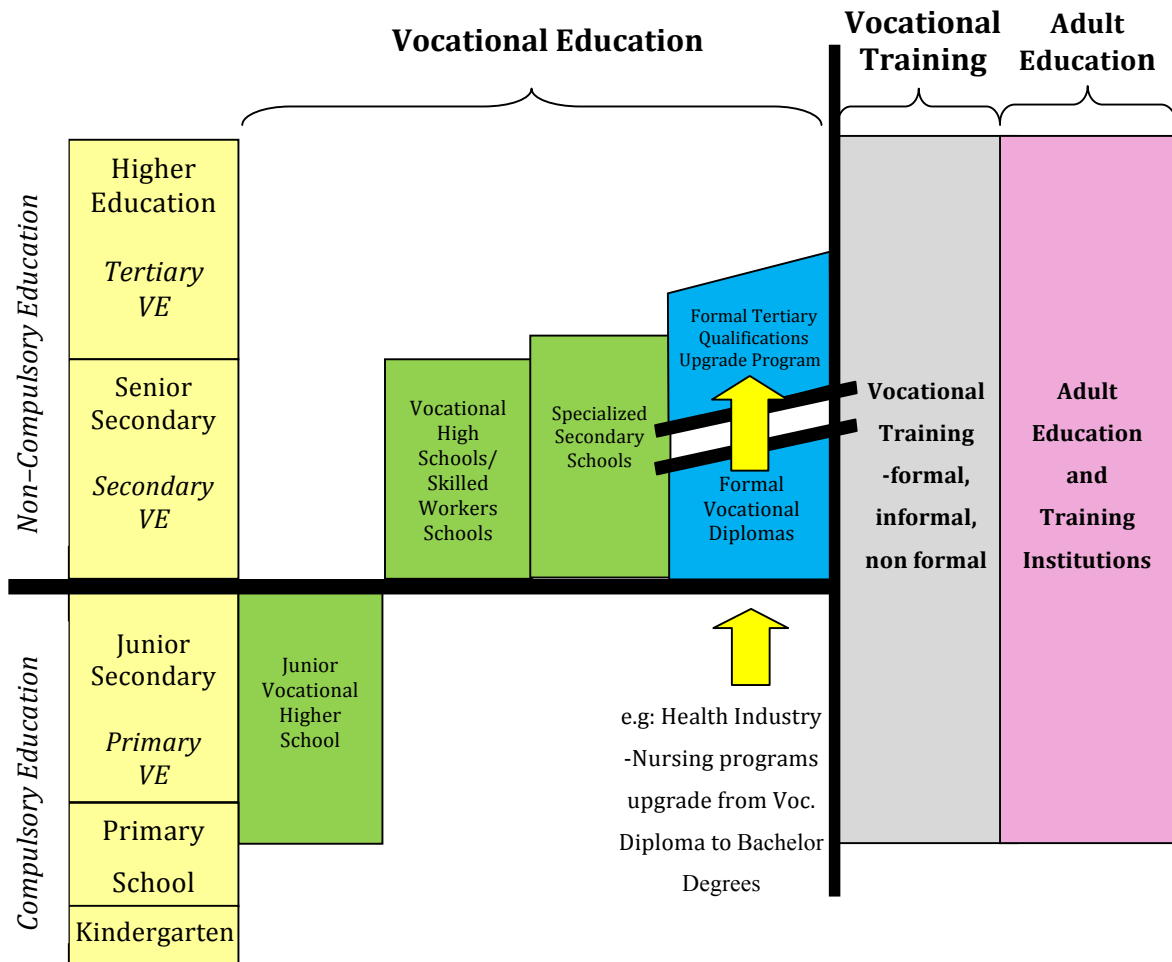 Vocational Education
Vocational
Training
Adult
Education
Non–Compulsory Education
Higher
Education
Tertiary
VE
Senior
Secondary
Secondary
VE
Vocational
High
Schools/
Skilled
Workers
Schools
Specialized
Secondary
Schools
Formal Tertiary
Qualifications
Upgrade Program
Formal
Vocational
Diplomas
Vocational
Training
-formal,
informal,
non formal
Adult
Education
and
Training
Institutions
Compulsory Education
Junior
Secondary
Primary
VE
Primary
School
Kindergarten
Junior
Vocational
Higher
School
e.g: Health Industry
-Nursing programs
upgrade from Voc.
Diploma to Bachelor
Degrees